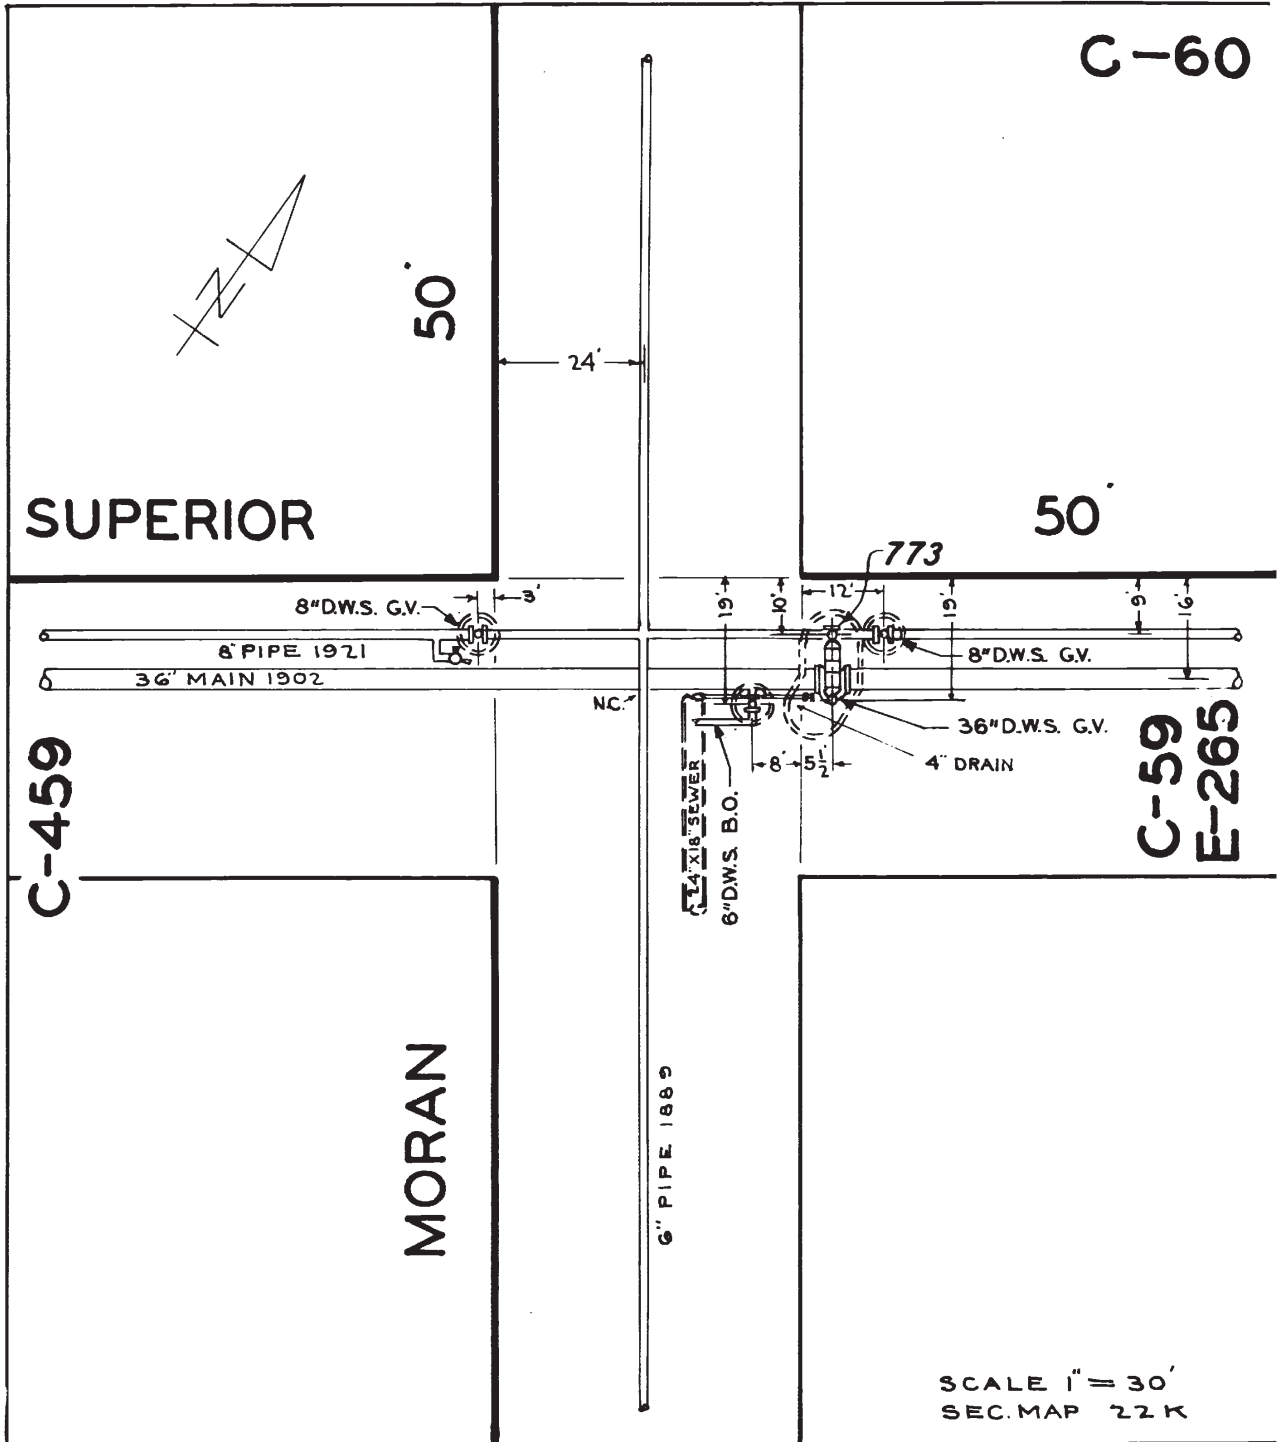 C-60
N
50'
24'
SUPERIOR
50'
773
8"D.W.S. G.V.
3'
19'
10'
12'
19'
9'
16'
8" PIPE 1921
8"D.W.S. G.V.
36" MAIN 1902
N.C.
36"D.W.S. G.V.
8'
5½'
4" DRAIN
24"X18" SEWER
6"D.W.S. B.O.
C-459
C-59
E-265
MORAN
6" PIPE 1889
SCALE 1" = 30'
SEC. MAP 22 K